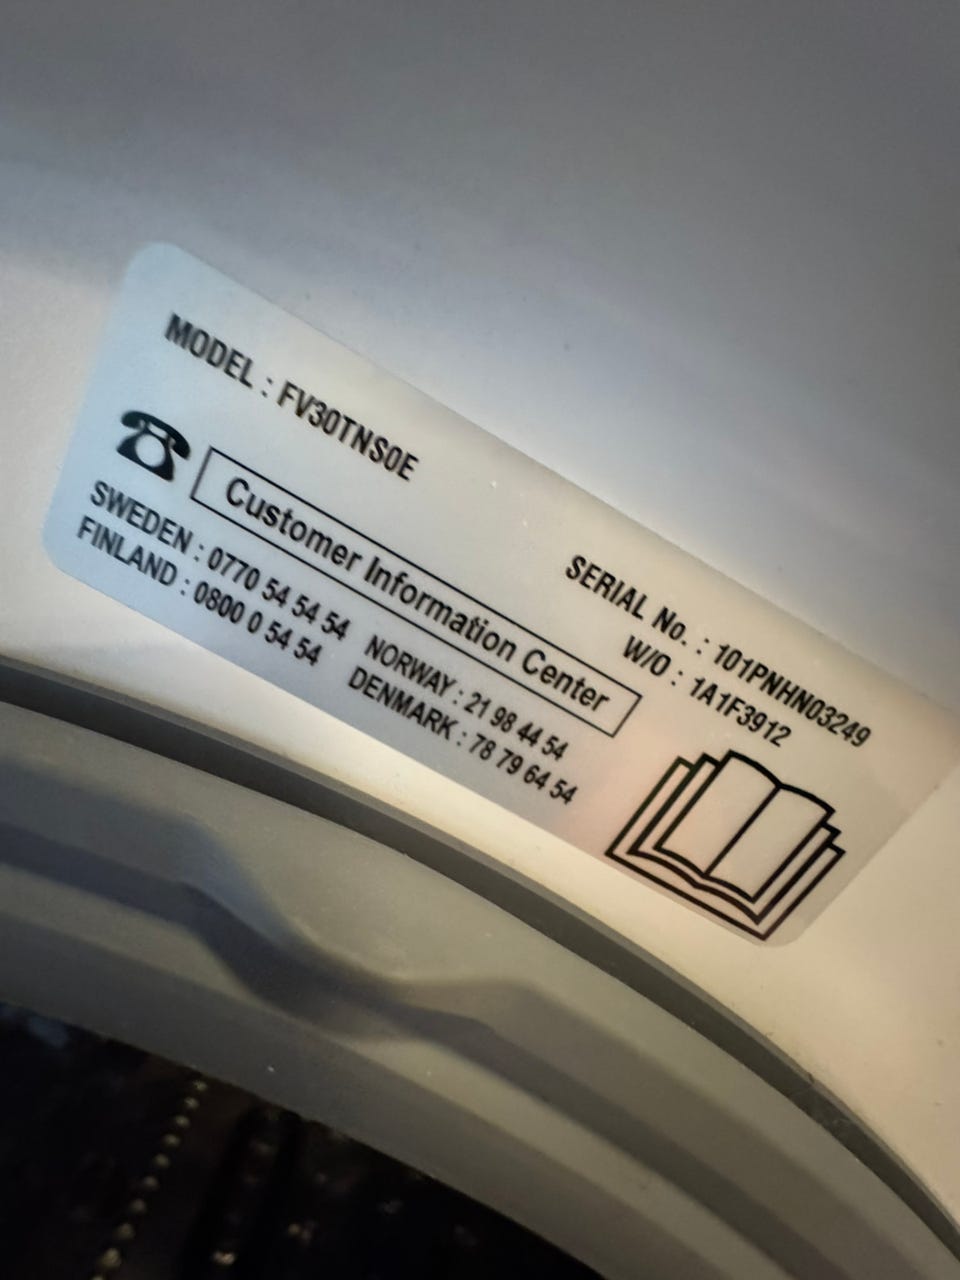 MODEL : FV30TNS0E
SERIAL No. : 101PNHN03249
W/O : 1A1F3912
Customer Information Center
SWEDEN : 0770 54 54 54 NORWAY : 21 98 44 54
FINLAND : 0800 0 54 54 DENMARK : 78 79 64 54